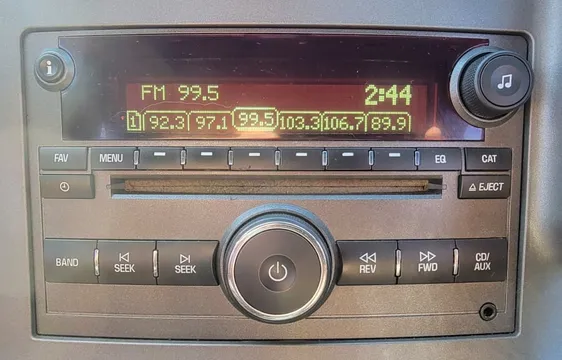 i
FM 99.5 2:44
1 92.3 97.1 99.5 103.3 106.7 89.9
FAV MENU EQ CAT
EJECT
BAND SEEK SEEK REV FWD CD/
AUX